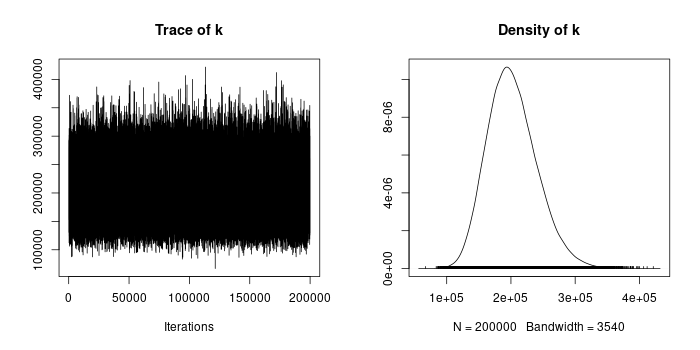 Trace of k
400000
300000
200000
100000
0
50000
100000
150000
200000
Iterations
Density of k
8e-06
4e-06
0e+00
1e+05
2e+05
3e+05
4e+05
N = 200000 Bandwidth = 3540